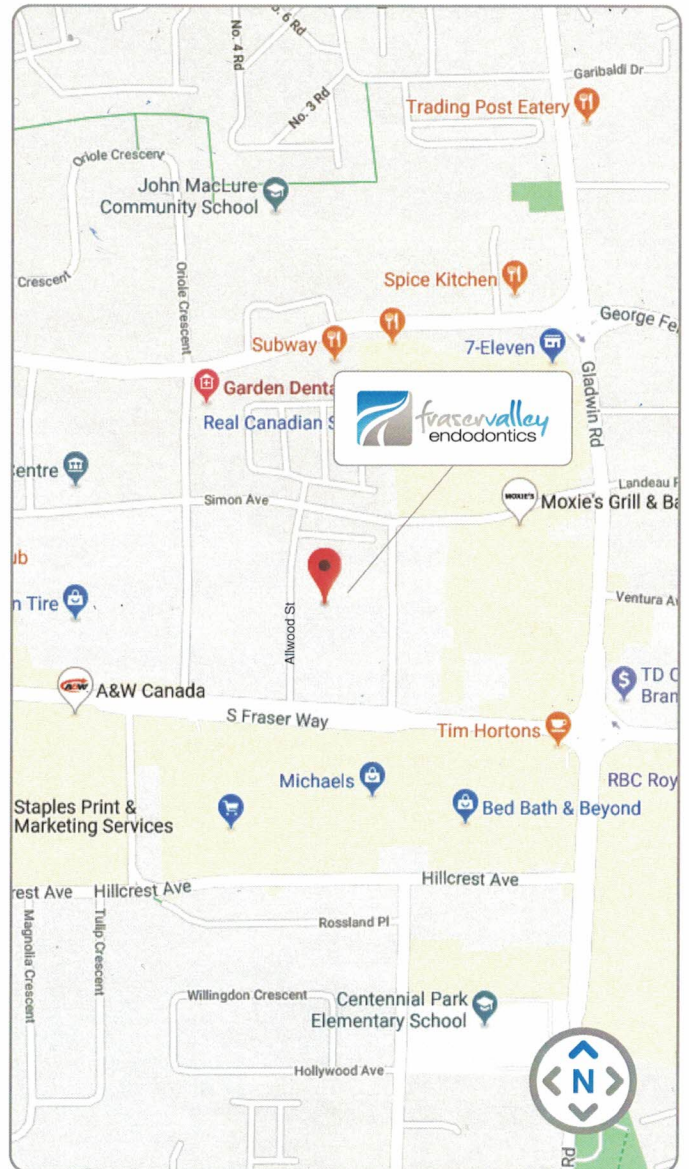 No. 4 Rd
o. 6 Rd
Garibaldi Dr
No. 3 Rd
Trading Post Eatery
Oriole Crescen
John MacLure
Community School
Crescent
Oriole Crescent
Spice Kitchen
George Fe
Subway
7-Eleven
Gladwin Rd
Garden Denta
Real Canadian S
fraservalley
endodontics
entre
Simon Ave
Landeau P
MOXIE'S
Moxie's Grill & Ba
ub
n Tire
Allwood St
Ventura A
A&W
A&W Canada
TD C
Bran
S Fraser Way
Tim Hortons
Michaels
RBC Roy
Staples Print &
Marketing Services
Bed Bath & Beyond
rest Ave
Hillcrest Ave
Hillcrest Ave
Magnolia Crescent
Tulip Crescent
Rossland Pl
Willingdon Crescent
Centennial Park
Elementary School
Hollywood Ave
N
Rd